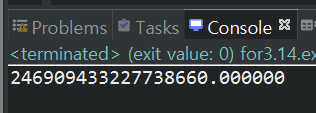 Problems Tasks Console
<terminated> (exit value: 0) for3.14.ex
246909433227738660.000000